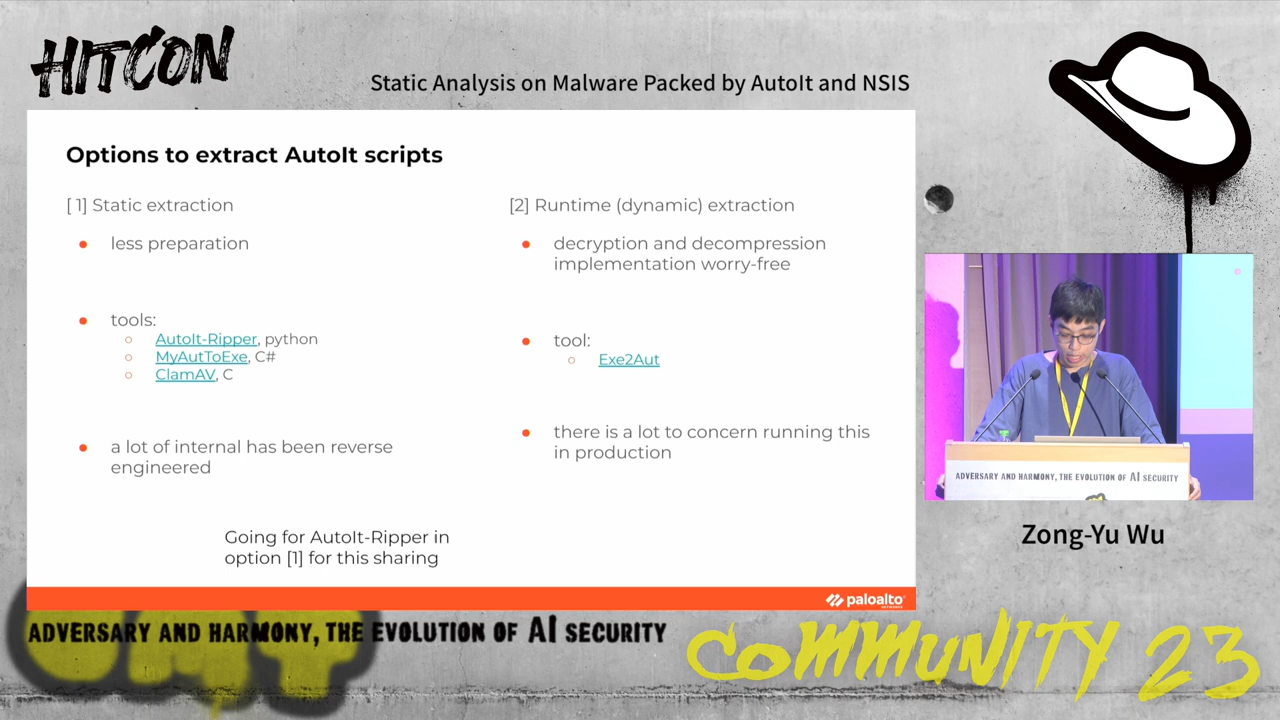 HITCON
Static Analysis on Malware Packed by AutoIt and NSIS
Options to extract AutoIt scripts
[ 1] Static extraction
less preparation
tools:
AutoIt-Ripper, python
MyAutToExe, C#
ClamAV, C
a lot of internal has been reverse
engineered
[2] Runtime (dynamic) extraction
decryption and decompression
implementation worry-free
tool:
Exe2Aut
there is a lot to concern running this
in production
Going for AutoIt-Ripper in
option [1] for this sharing
paloalto
NETWORKS
ADVERSARY AND HARMONY, THE EVOLUTION OF AI SECURITY
Zong-Yu Wu
ADVERSARY AND HARMONY, THE EVOLUTION OF AI SECURITY
COMMUNITY 23